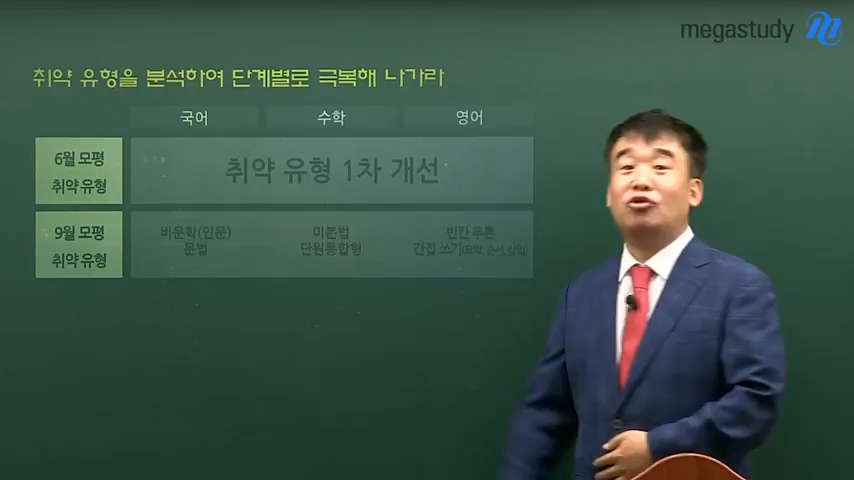 megastudy
취약 유형을 분석하여 단계별로 극복해 나가라
국어 수학 영어
6월 모평
취약 유형
취약 유형 1차 개선
9월 모평
취약 유형
비문학(인문)
문법
미분법
단원통합형
빈칸 추론
간접 쓰기(요약, 순서, 삽입)